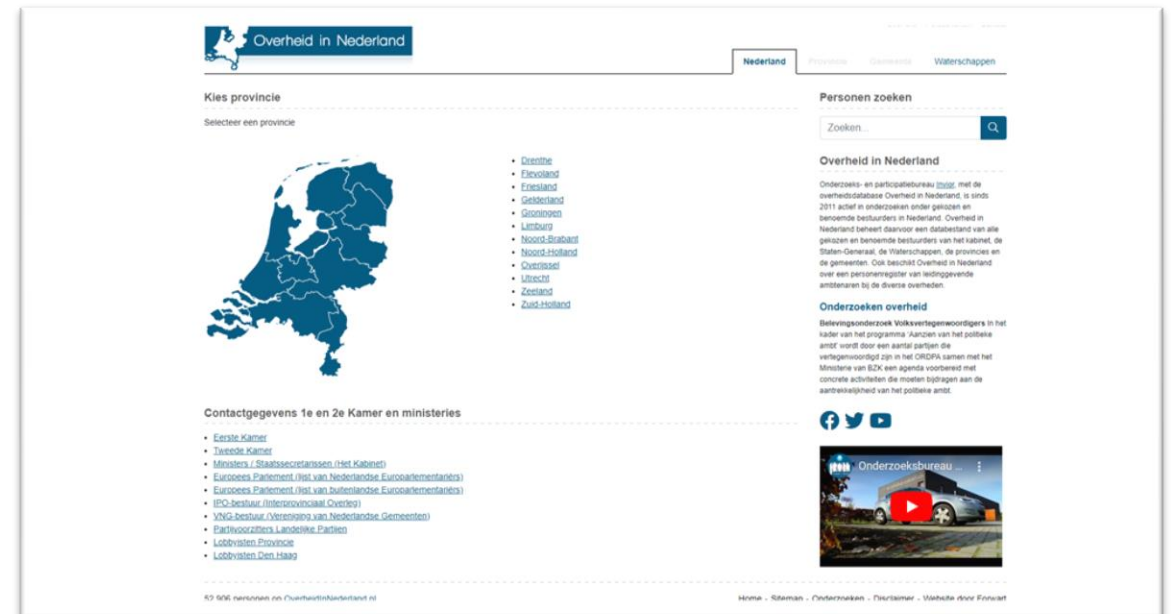 Overheid in Nederland
Nederland Provincie Gemeente Waterschappen
Kies provincie
Selecteer een provincie
Drenthe
Flevoland
Friesland
Gelderland
Groningen
Limburg
Noord-Brabant
Noord-Holland
Overijssel
Utrecht
Zeeland
Zuid-Holland
Contactgegevens 1e en 2e Kamer en ministeries
Eerste Kamer
Tweede Kamer
Ministers / Staatssecretarissen (Het Kabinet)
Europees Parlement (lijst van Nederlandse Europarlementariërs)
Europees Parlement (lijst van buitenlandse Europarlementariërs)
IPO-bestuur (Interprovinciaal Overleg)
VNG-bestuur (Vereniging van Nederlandse Gemeenten)
Partijvoorzitters Landelijke Partijen
Lobbyisten Provincie
Lobbyisten Den Haag
Personen zoeken
Zoeken...
Overheid in Nederland
Onderzoeks- en participatiebureau Invior, met de
overheidsdatabase Overheid in Nederland, is sinds
2011 actief in onderzoeken onder gekozen en
benoemde bestuurders in Nederland. Overheid in
Nederland beheert daarvoor een databestand van alle
gekozen en benoemde bestuurders van het kabinet, de
Staten-Generaal, de Waterschappen, de provincies en
de gemeenten. Ook beschikt Overheid in Nederland
over een personenregister van leidinggevende
ambtenaren bij de diverse overheden.
Onderzoeken overheid
Belevingsonderzoek Volksvertegenwoordigers In het
kader van het programma 'Aanzien van het politieke
ambt' wordt door een aantal partijen die
vertegenwoordigd zijn in het ORDPA samen met het
Ministerie van BZK een agenda voorbereid met
concrete activiteiten die moeten bijdragen aan de
aantrekkelijkheid van het politieke ambt.
Onderzoeksbureau ...
52.906 personen op OverheidInNederland.nl
Home - Sitemap - Onderzoeken - Disclaimer - Website door Forwart